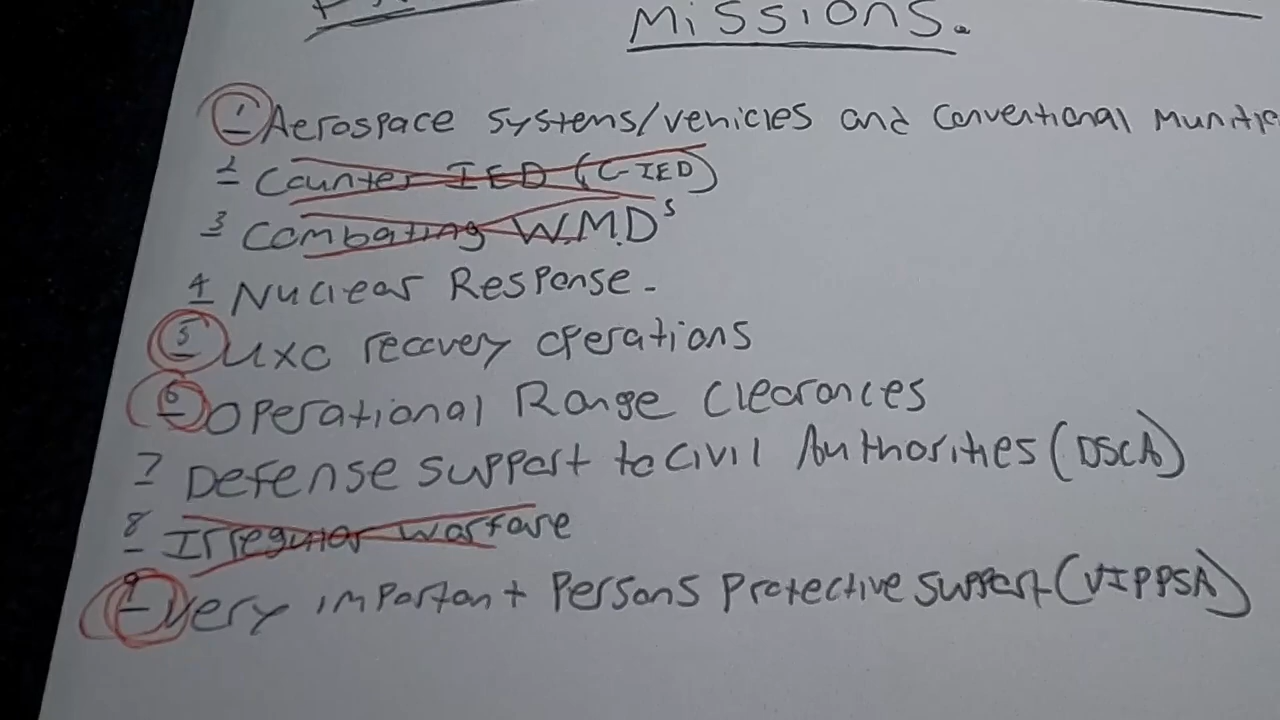 Missions.
1 Aerospace systems/vehicles and Conventional
2 Counter IED (C-IED)
3 Combating W.M.D s
4 Nuclear Response.
5 UXO recovery operations
6 Operational Range Clearances
7 Defense support to Civil Authorities (DSCA)
8 Irregular Warfare
9 Very important Persons Protective support (VIPPSA)